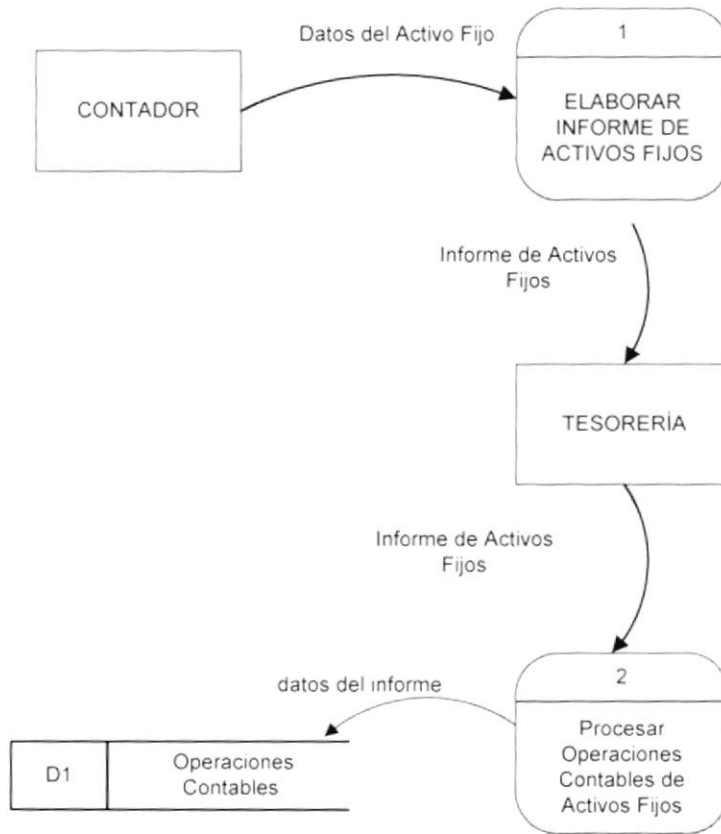 Datos del Activo Fijo
1
CONTADOR
ELABORAR
INFORME DE
ACTIVOS FIJOS
Informe de Activos
Fijos
TESORERÍA
Informe de Activos
Fijos
2
datos del informe
Procesar
Operaciones
Contables de
Activos Fijos
D1
Operaciones
Contables